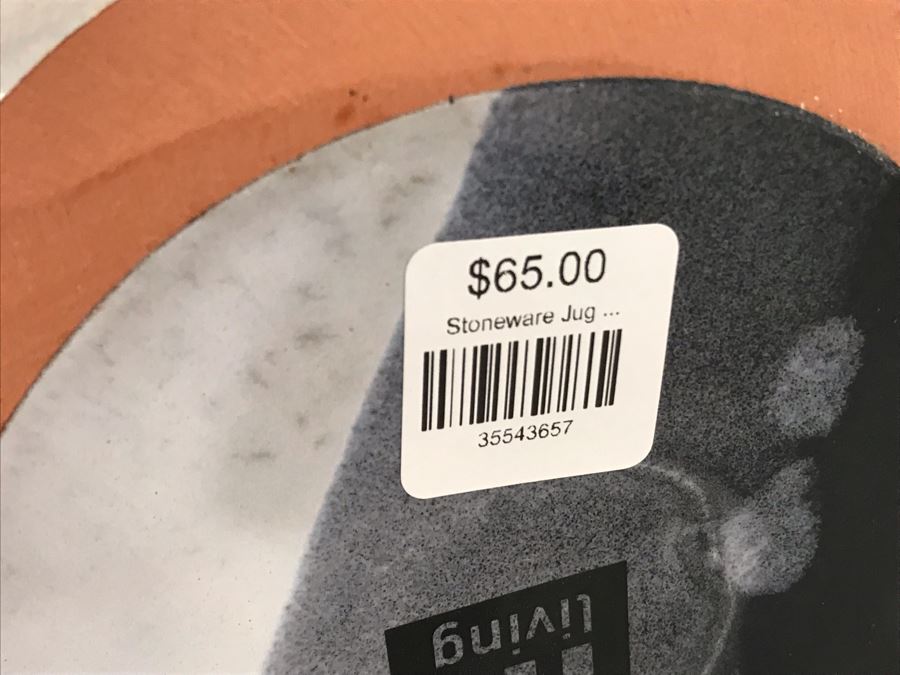 $65.00
Stoneware Jug ...
35543657
living